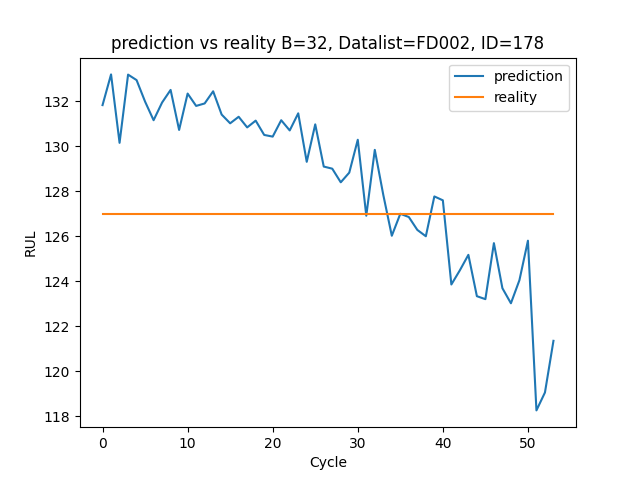 prediction vs reality B=32, Datalist=FD002, ID=178
prediction
reality
132
130
128
126
124
122
120
118
RUL
0 10 20 30 40 50
Cycle